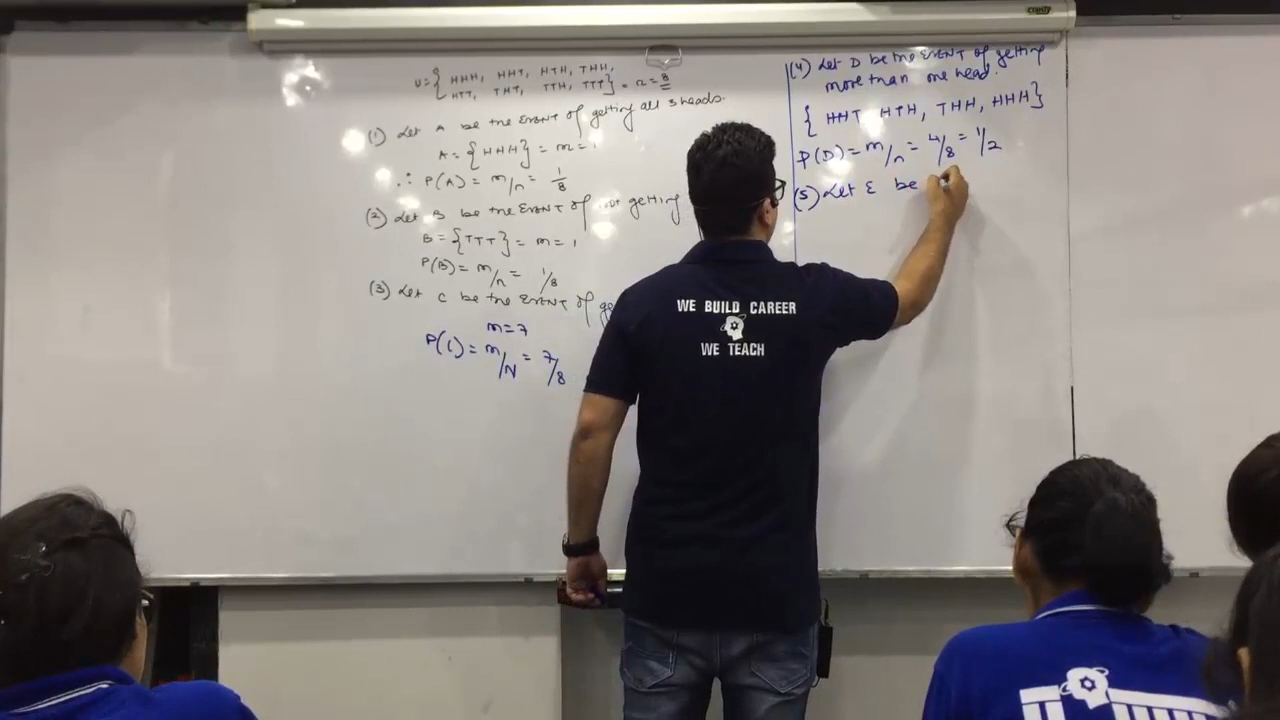 U={ HHH, HHT, HTH, THH,
HTT, THT, TTH, TTT } = n = 8
(1) Let A be the EVENT of getting all 3 heads.
A = {HHH} = m = 1
∴ P(A) = m/n = 1/8
(2) Let B be the EVENT of not getting
B = {TTT} = m = 1
P(B) = m/n = 1/8
(3) Let C be the EVENT of
m=7
P(C) = m/N = 7/8
(4) Let D be the EVENT of getting
more than one head.
{ HHT, HTH, THH, HHH}
P(D) = m/n = 4/8 = 1/2
(5) Let E be
WE BUILD CAREER
WE TEACH